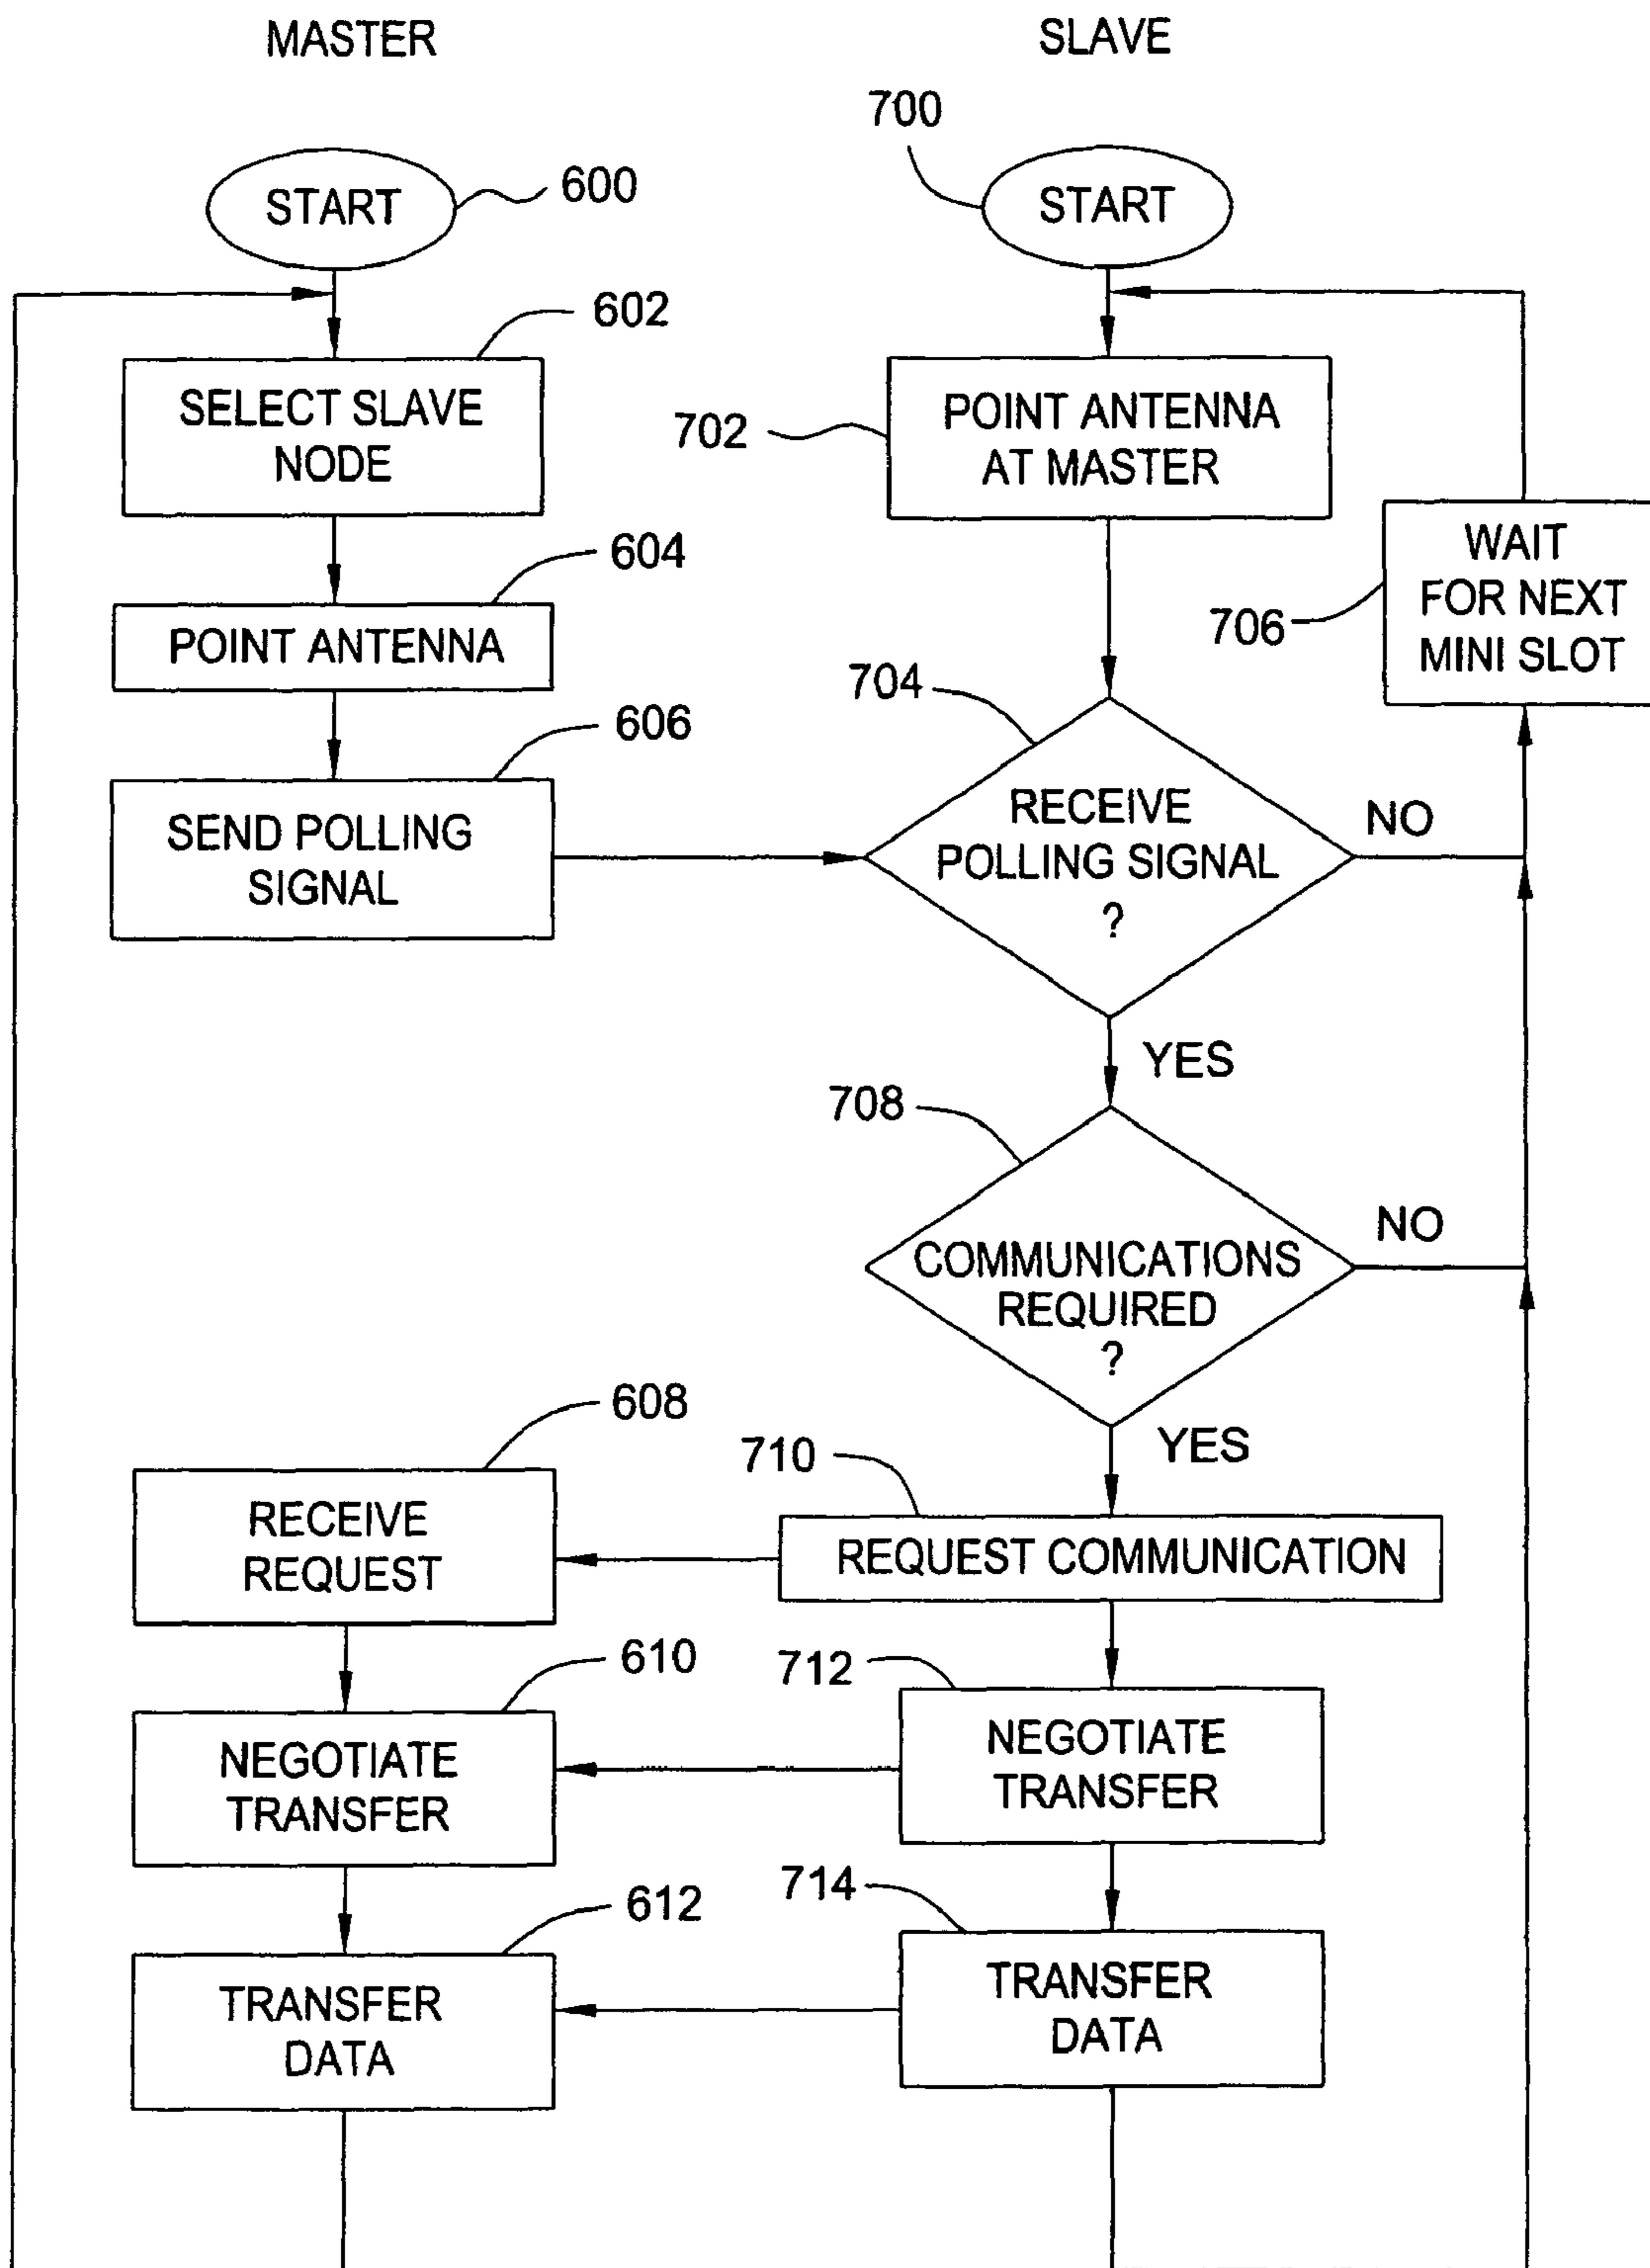 MASTER
SLAVE
700
START
600
START
602
SELECT SLAVE
NODE
702
POINT ANTENNA
AT MASTER
604
POINT ANTENNA
WAIT
FOR NEXT
MINI SLOT
706
704
606
SEND POLLING
SIGNAL
RECEIVE
POLLING SIGNAL
?
NO
YES
708
COMMUNICATIONS
REQUIRED
?
NO
YES
608
710
RECEIVE
REQUEST
REQUEST COMMUNICATION
610
712
NEGOTIATE
TRANSFER
NEGOTIATE
TRANSFER
612
714
TRANSFER
DATA
TRANSFER
DATA